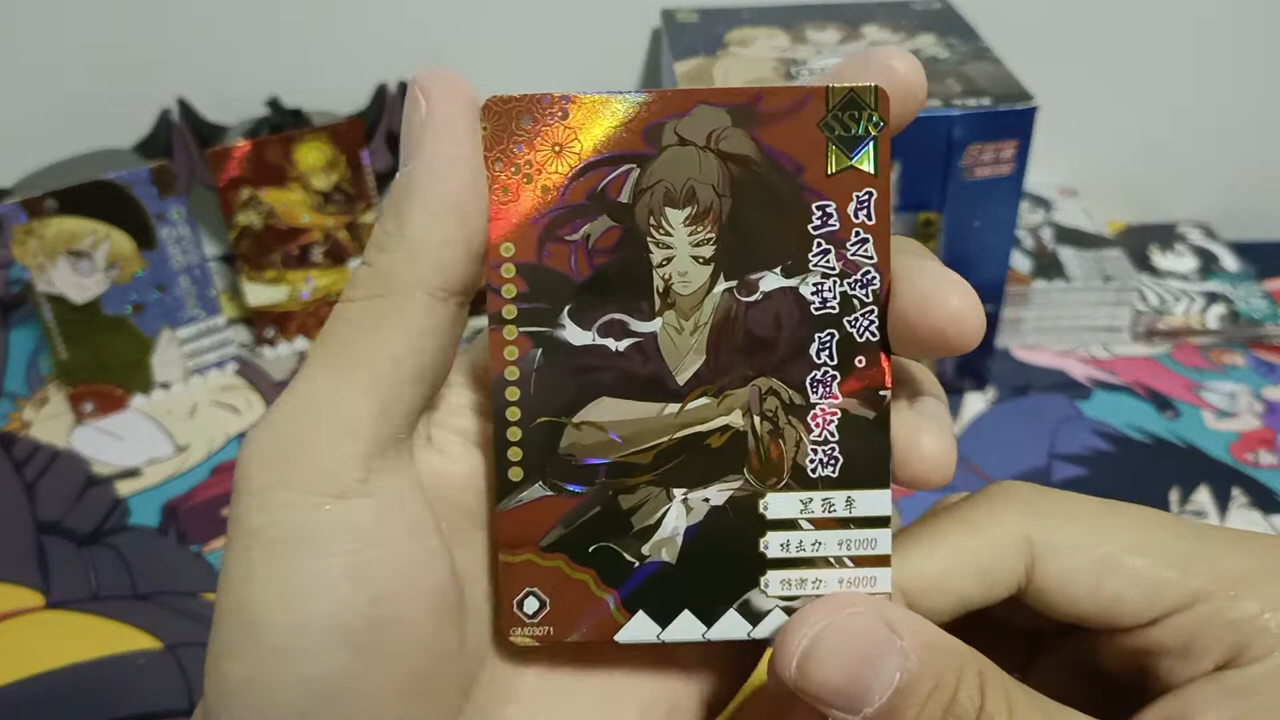 SSR
月之呼吸·
五之型 月魄灾涡
黑死牟
攻击力: 98000
防御力: 96000
GM03071